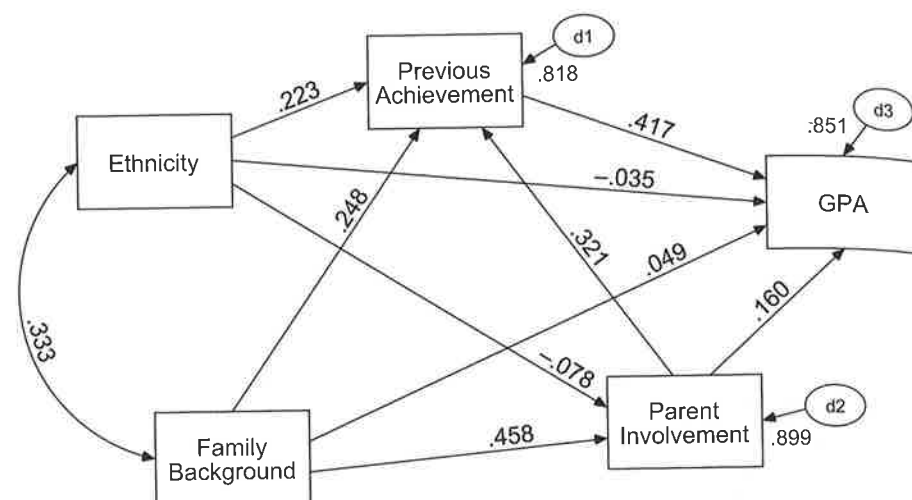 d1
Previous
Achievement
.818
.223
d3
.851
.417
Ethnicity
–.035
GPA
.248
.321
.049
.160
.333
–.078
Parent
Involvement
d2
.899
.458
Family
Background